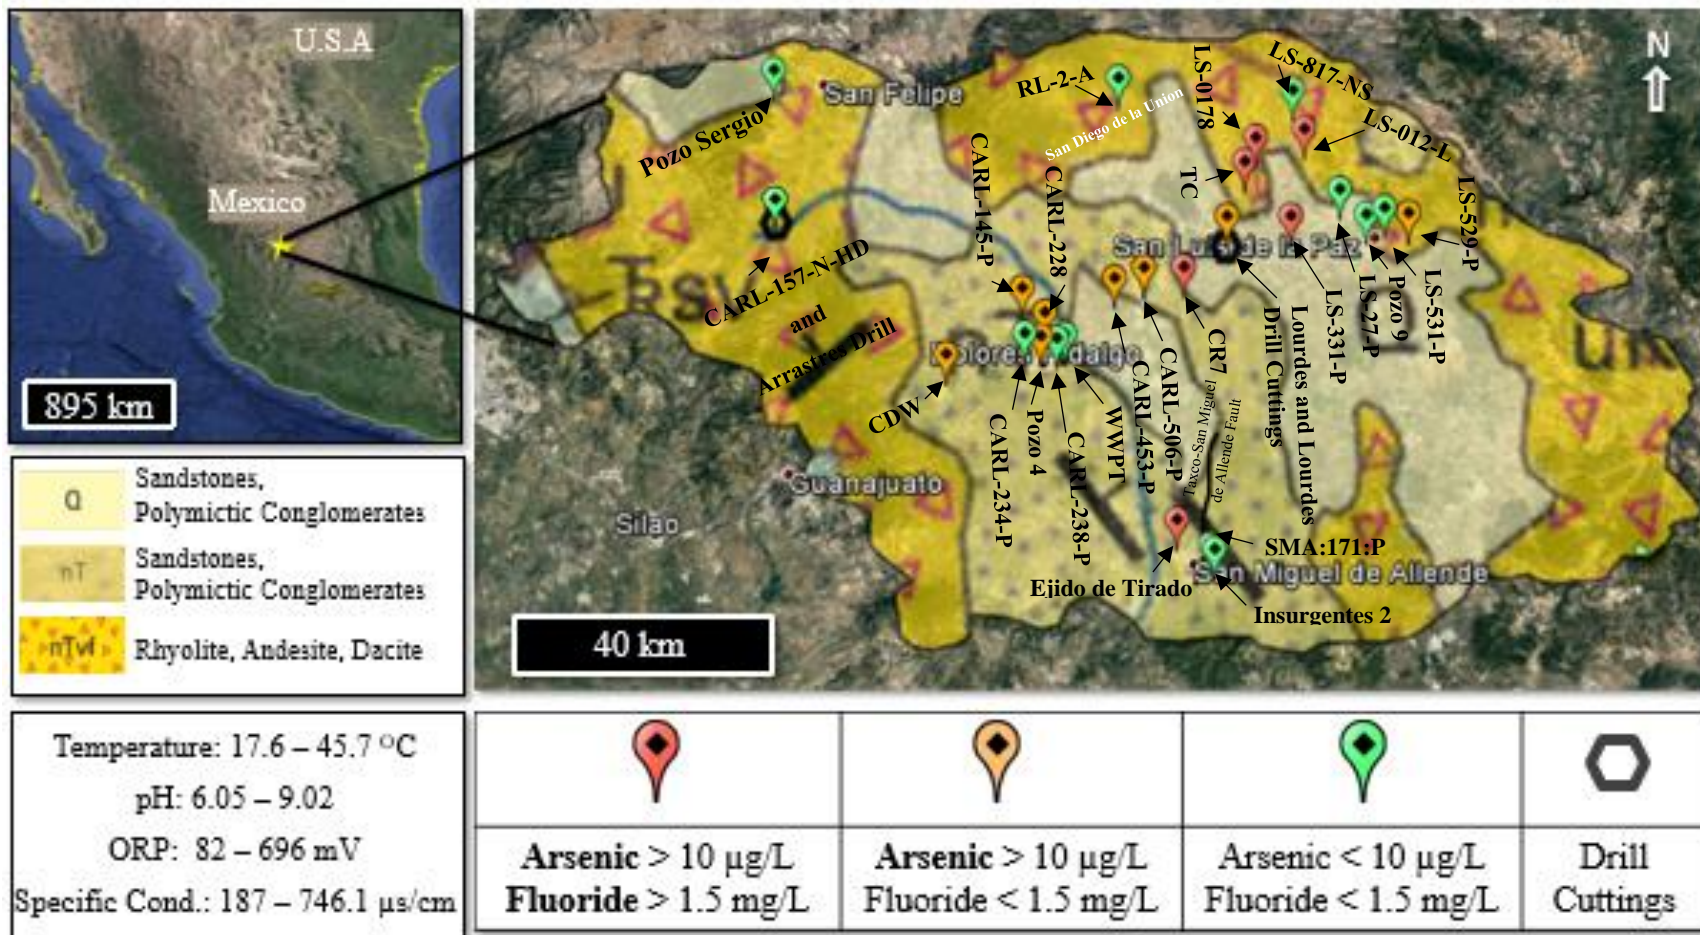 U.S.A
Mexico
895 km
Q
Sandstones,
Polymictic Conglomerates
nT
Sandstones,
Polymictic Conglomerates
nTvf
Rhyolite, Andesite, Dacite
Temperature: 17.6 – 45.7 °C
pH: 6.05 – 9.02
ORP: 82 – 696 mV
Specific Cond.: 187 – 746.1 µs/cm
N
Pozo Sergio
San Felipe
RL-2-A
San Diego de la Union
LS-0178
LS-817-NS
LS-012-L
TC
CARL-145-P
CARL-228
CARL-157-N-HD
and
Arrastres Drill
San Luis de la Paz
LS-529-P
LS-531-P
Pozo 9
LS-27-P
LS-331-P
Lourdes and Lourdes
Drill Cuttings
CR7
CARL-506-P
CARL-453-P
Dolores Hidalgo
WWPT
CARL-238-P
Pozo 4
CARL-234-P
CDW
Taxco-San Miguel
de Allende Fault
Guanajuato
Silao
SMA:171:P
San Miguel de Allende
Ejido de Tirado
Insurgentes 2
40 km
Arsenic > 10 µg/L
Fluoride > 1.5 mg/L
Arsenic > 10 µg/L
Fluoride < 1.5 mg/L
Arsenic < 10 µg/L
Fluoride < 1.5 mg/L
Drill
Cuttings